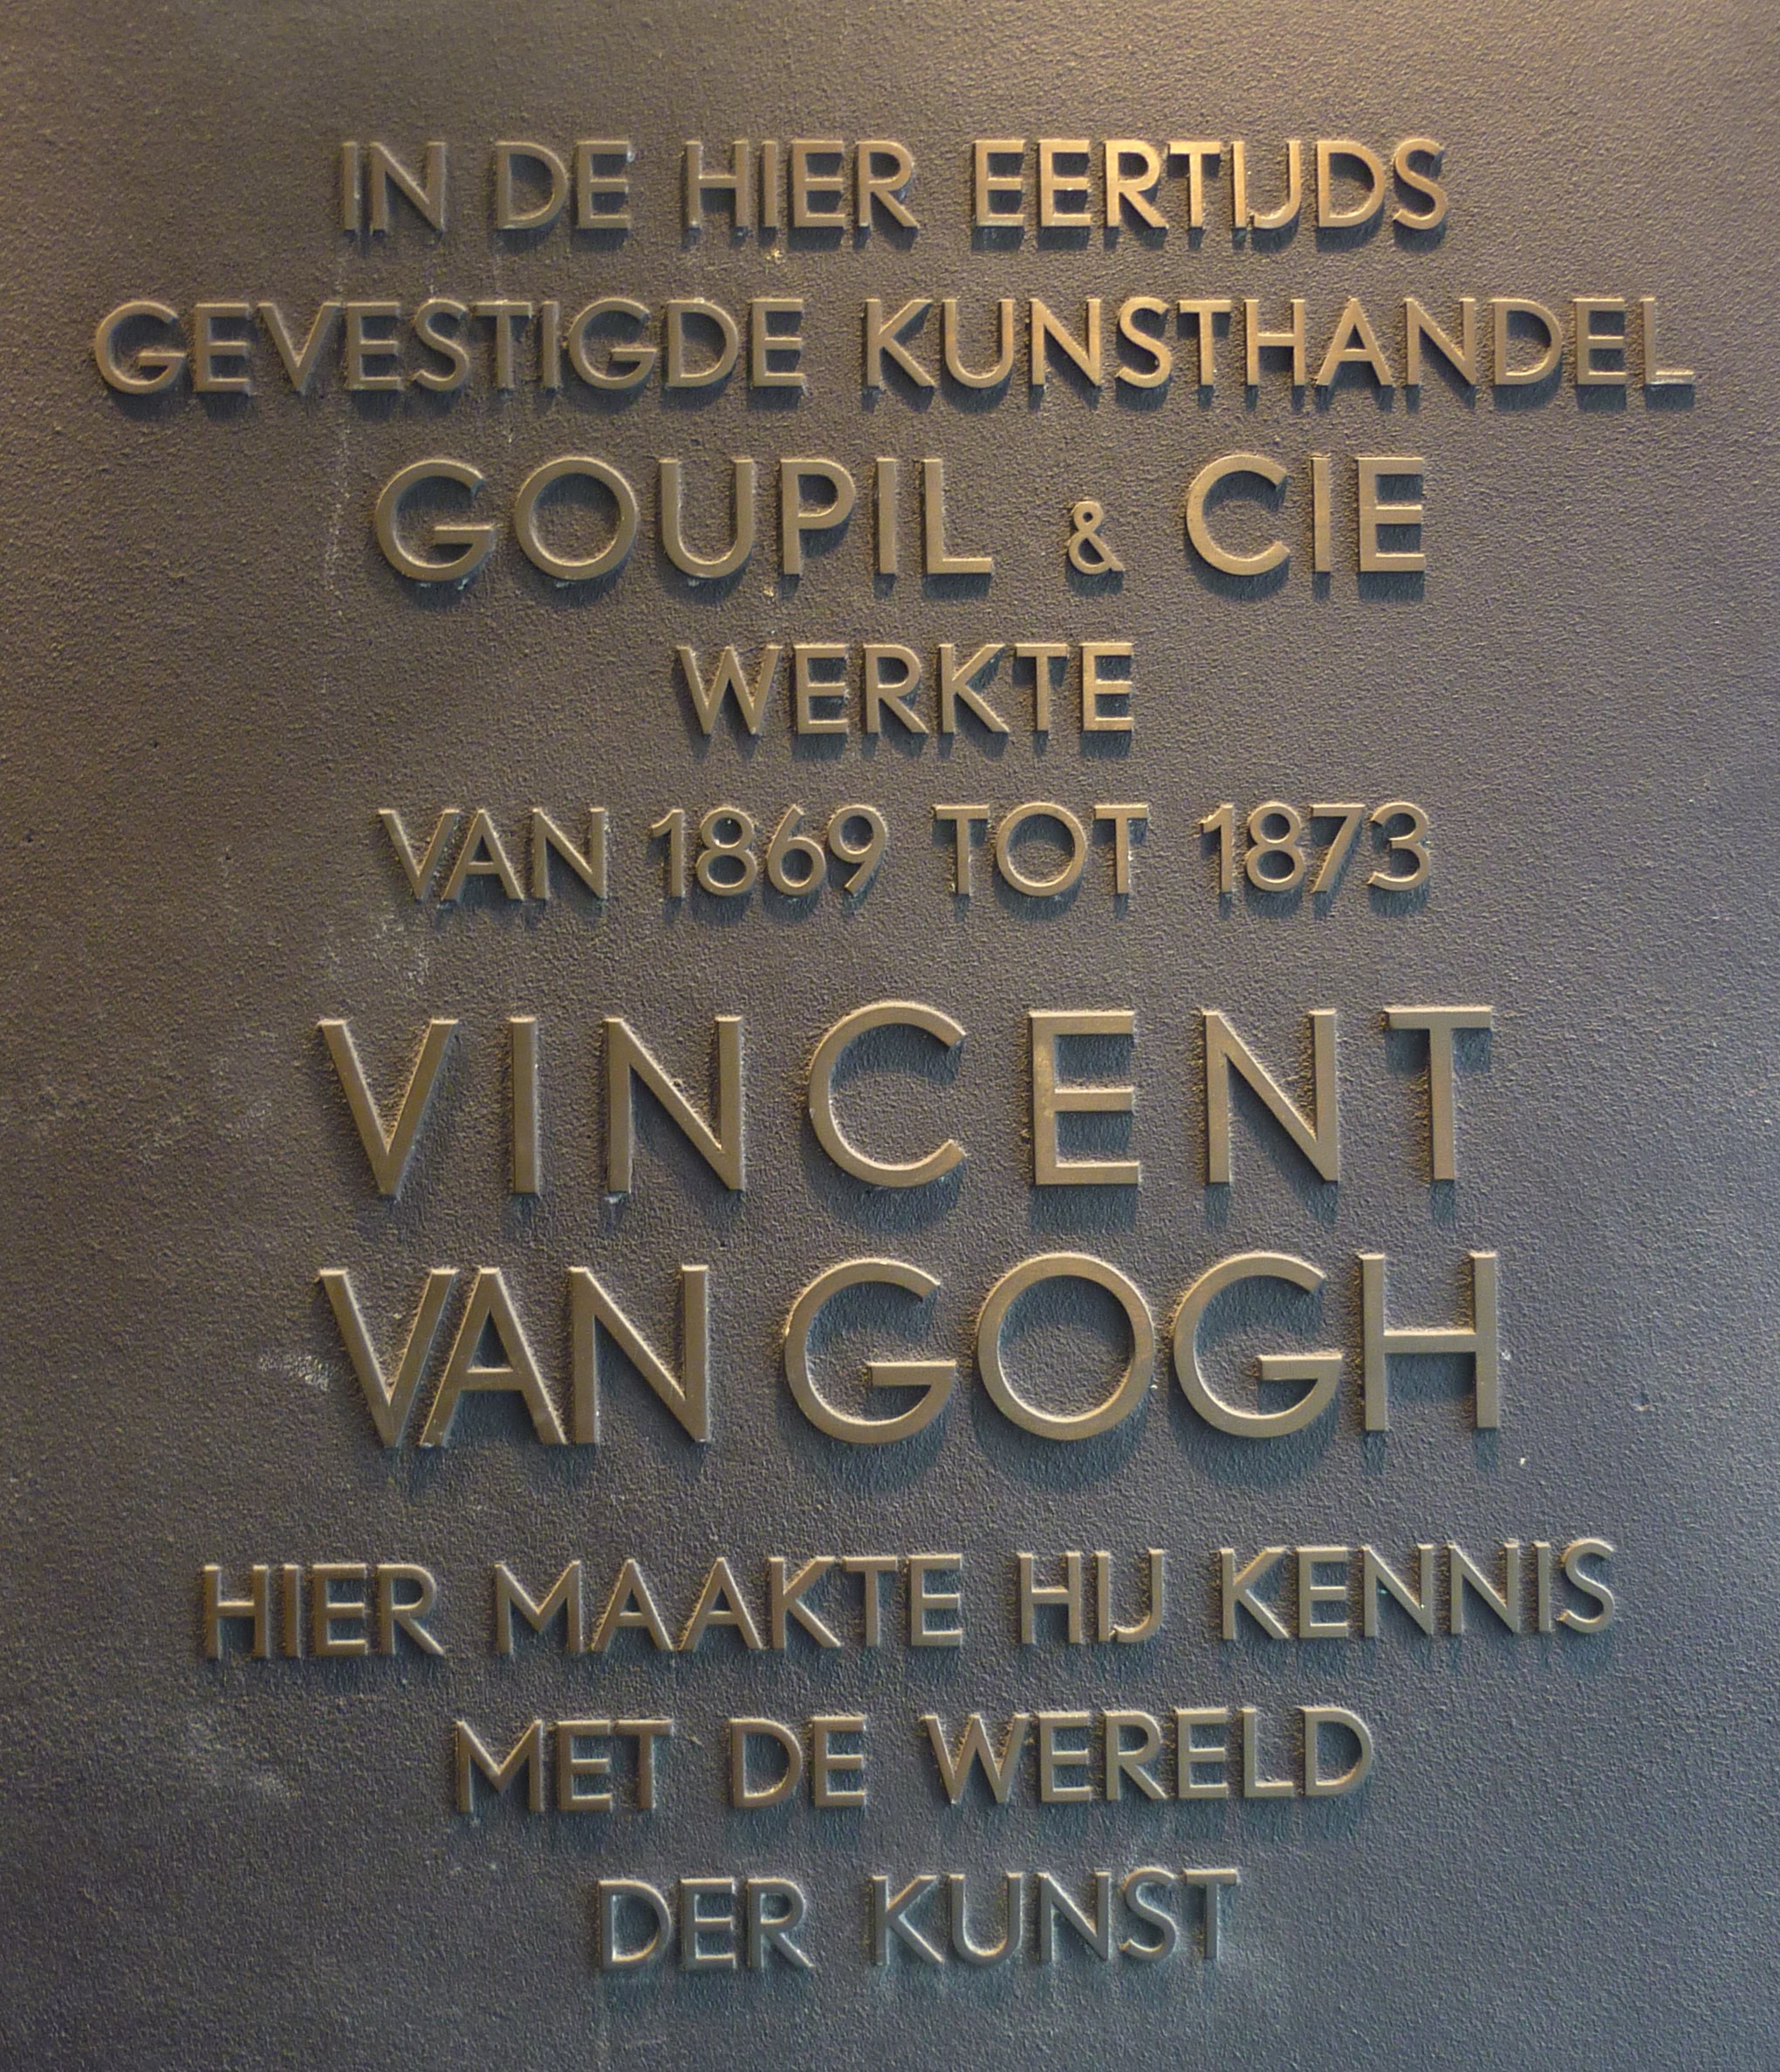 IN DE HIER EERTIJDS
GEVESTIGDE KUNSTHANDEL
GOUPIL & CIE
WERKTE
VAN 1869 TOT 1873
VINCENT
VAN GOGH
HIER MAAKTE HIJ KENNIS
MET DE WERELD
DER KUNST